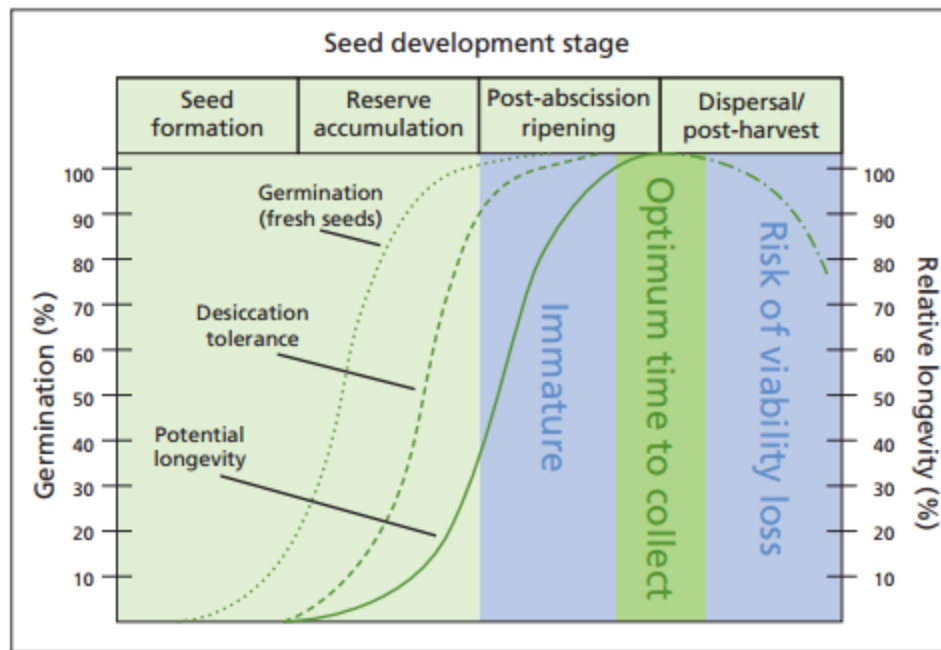 Seed development stage
Seed
formation
Reserve
accumulation
Post-abscission
ripening
Dispersal/
post-harvest
Germination (%)
100
90
80
70
60
50
40
30
20
10
Germination
(fresh seeds)
Desiccation
tolerance
Potential
longevity
Immature
Optimum time to collect
Risk of viability loss
100
90
80
70
60
50
40
30
20
10
Relative longevity (%)